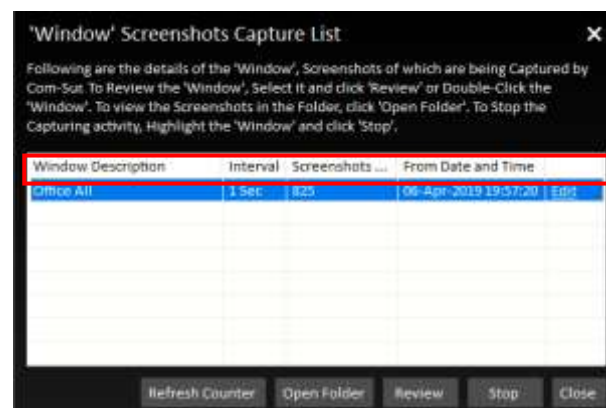 'Window' Screenshots Capture List
Following are the details of the 'Window', Screenshots of which are being Captured by
Com-Sur. To Review the 'Window', Select it and click 'Review' or Double-Click the
'Window'. To view the Screenshots in the Folder, click 'Open Folder'. To Stop the
Capturing activity, Highlight the 'Window' and click 'Stop'.
Window Description Interval Screenshots ... From Date and Time
Office All 1 Sec 825 06-Apr-2019 19:57:20 Edit
Refresh Counter Open Folder Review Stop Close